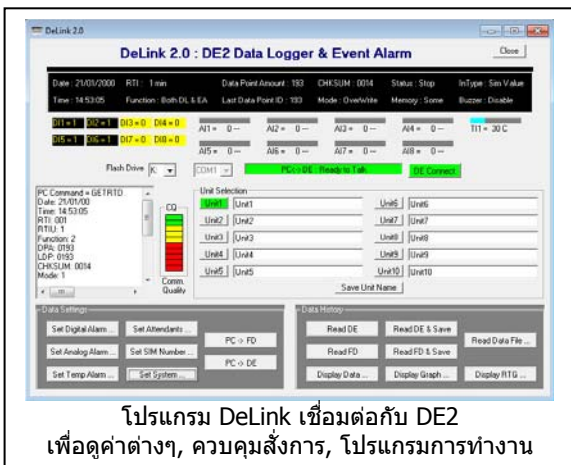 DeLink 2.0
DeLink 2.0 : DE2 Data Logger & Event Alarm
Close
Date : 21/01/2000 RTI : 1 min Data Point Amount : 193 CHKSUM : 0014 Status : Stop InType : Sim Value
Time : 14:53:05 Function : Both DL & EA Last Data Point ID : 193 Mode : OverWrite Memory : Some Buzzer : Disable
DI1 = 1 DI2 = 1 DI3 = 0 DI4 = 0
AI1 = 0 -- AI2 = 0 -- AI3 = 0 -- AI4 = 0 -- TI1 = 30 C
DI5 = 1 DI6 = 1 DI7 = 0 DI8 = 0
AI5 = 0 -- AI6 = 0 -- AI7 = 0 -- AI8 = 0 --
Flash Drive K: COM1 PC<->DE : Ready to Talk. DE Connect
PC Command = GETRTD
Date: 21/01/00
Time: 14:53:05
RTI: 001
RTIU: 1
Function: 2
DPA: 0193
LDP: 0193
CHKSUM: 0014
Mode: 1
CQ
Comm. Quality
Unit Selection
Unit1 Unit1 Unit6 Unit6
Unit2 Unit2 Unit7 Unit7
Unit3 Unit3 Unit8 Unit8
Unit4 Unit4 Unit9 Unit9
Unit5 Unit5 Unit10 Unit10
Save Unit Name
Data Settings
Set Digital Alarm ... Set Attendants ...
PC -> FD
Set Analog Alarm ... Set SIM Number ...
PC -> DE
Set Temp Alarm ... Set System ...
Data History
Read DE Read DE & Save
Read Data File ...
Read FD Read FD & Save
Display Data ... Display Graph ... Display RTG ...
โปรแกรม DeLink เชื่อมต่อกับ DE2
เพื่อดูค่าต่างๆ, ควบคุมสั่งการ, โปรแกรมการทำงาน